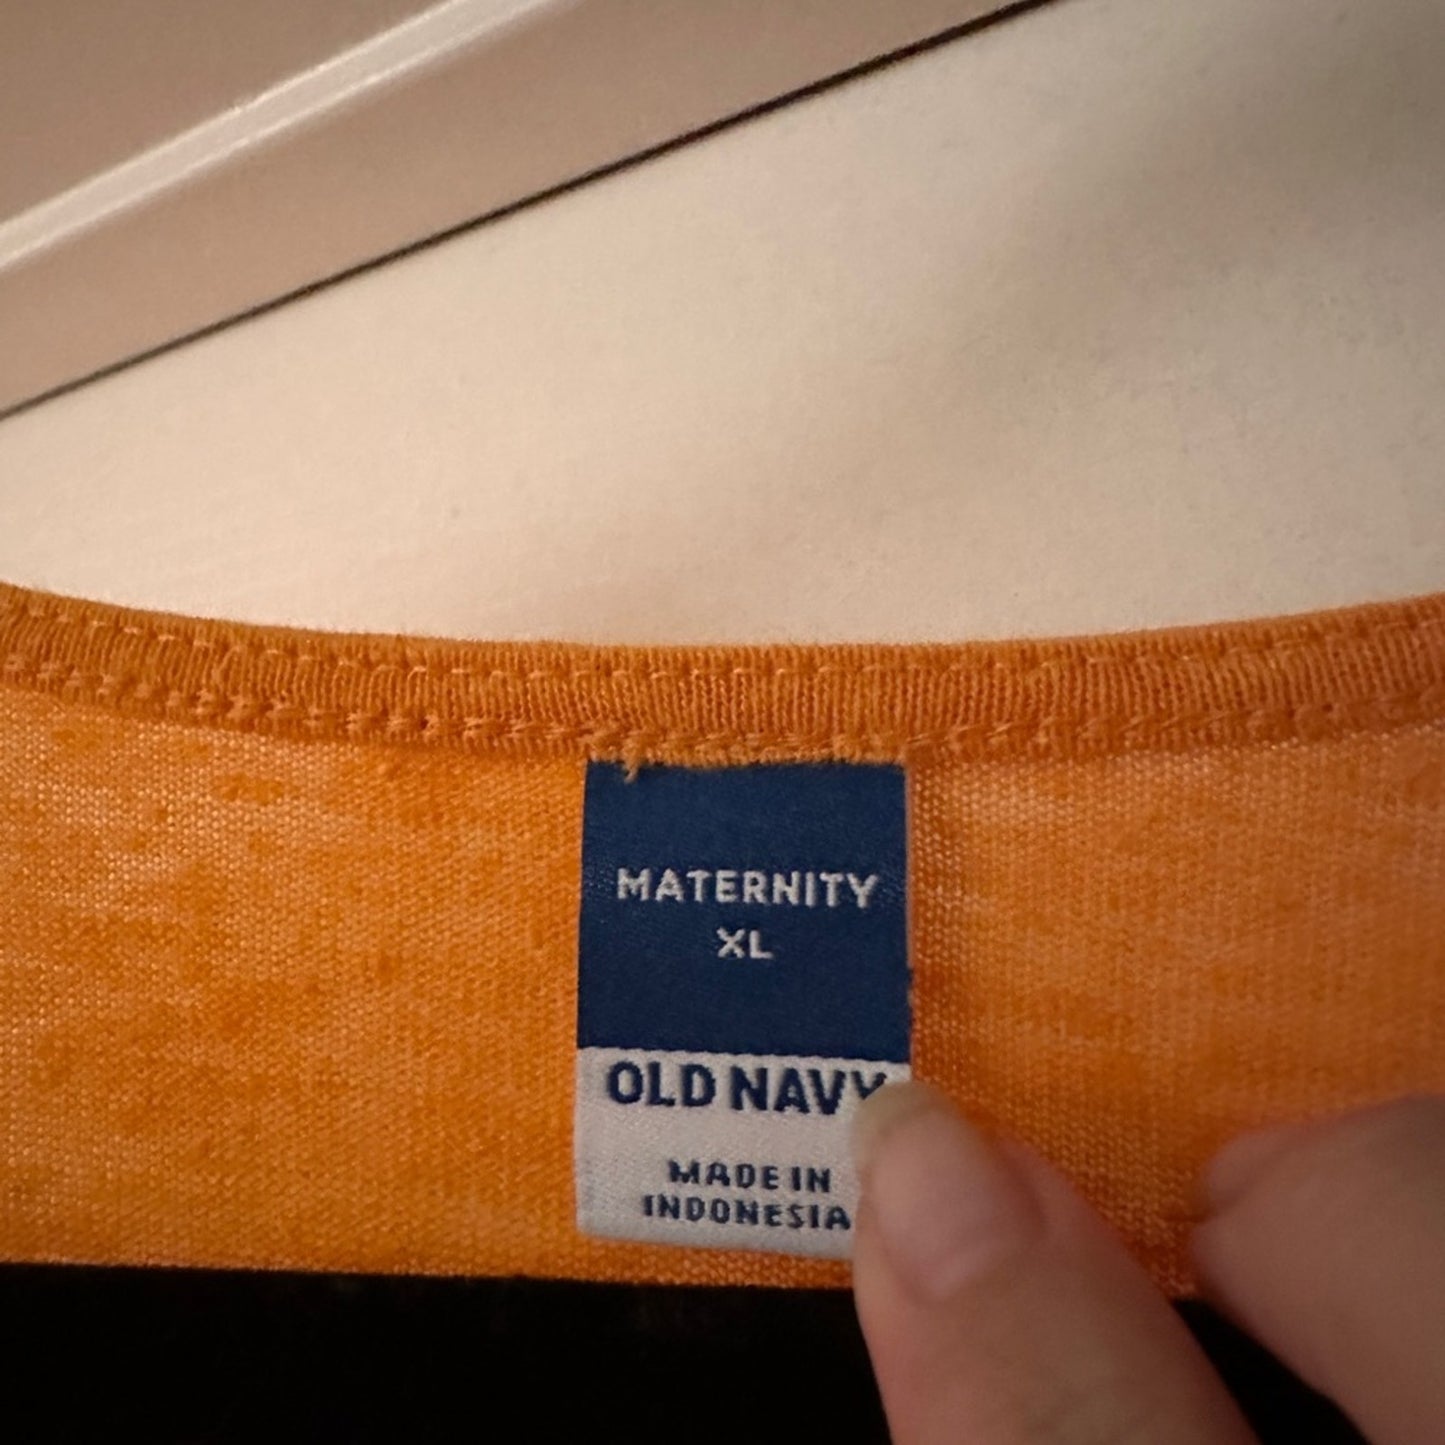 MATERNITY
XL
OLD NAVY
MADE IN
INDONESIA